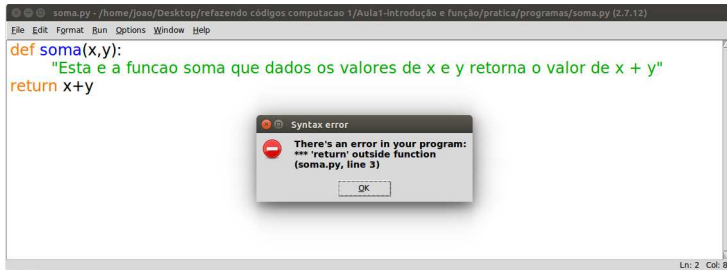 soma.py - /home/joao/Desktop/refazendo códigos computacao 1/Aula1-introdução e função/pratica/programas/soma.py (2.7.12)
File Edit Format Run Options Window Help
def soma(x,y):
"Esta e a funcao soma que dados os valores de x e y retorna o valor de x + y"
return x+y
Syntax error
There's an error in your program:
*** 'return' outside function
(soma.py, line 3)
OK
Ln: 2 Col: 8